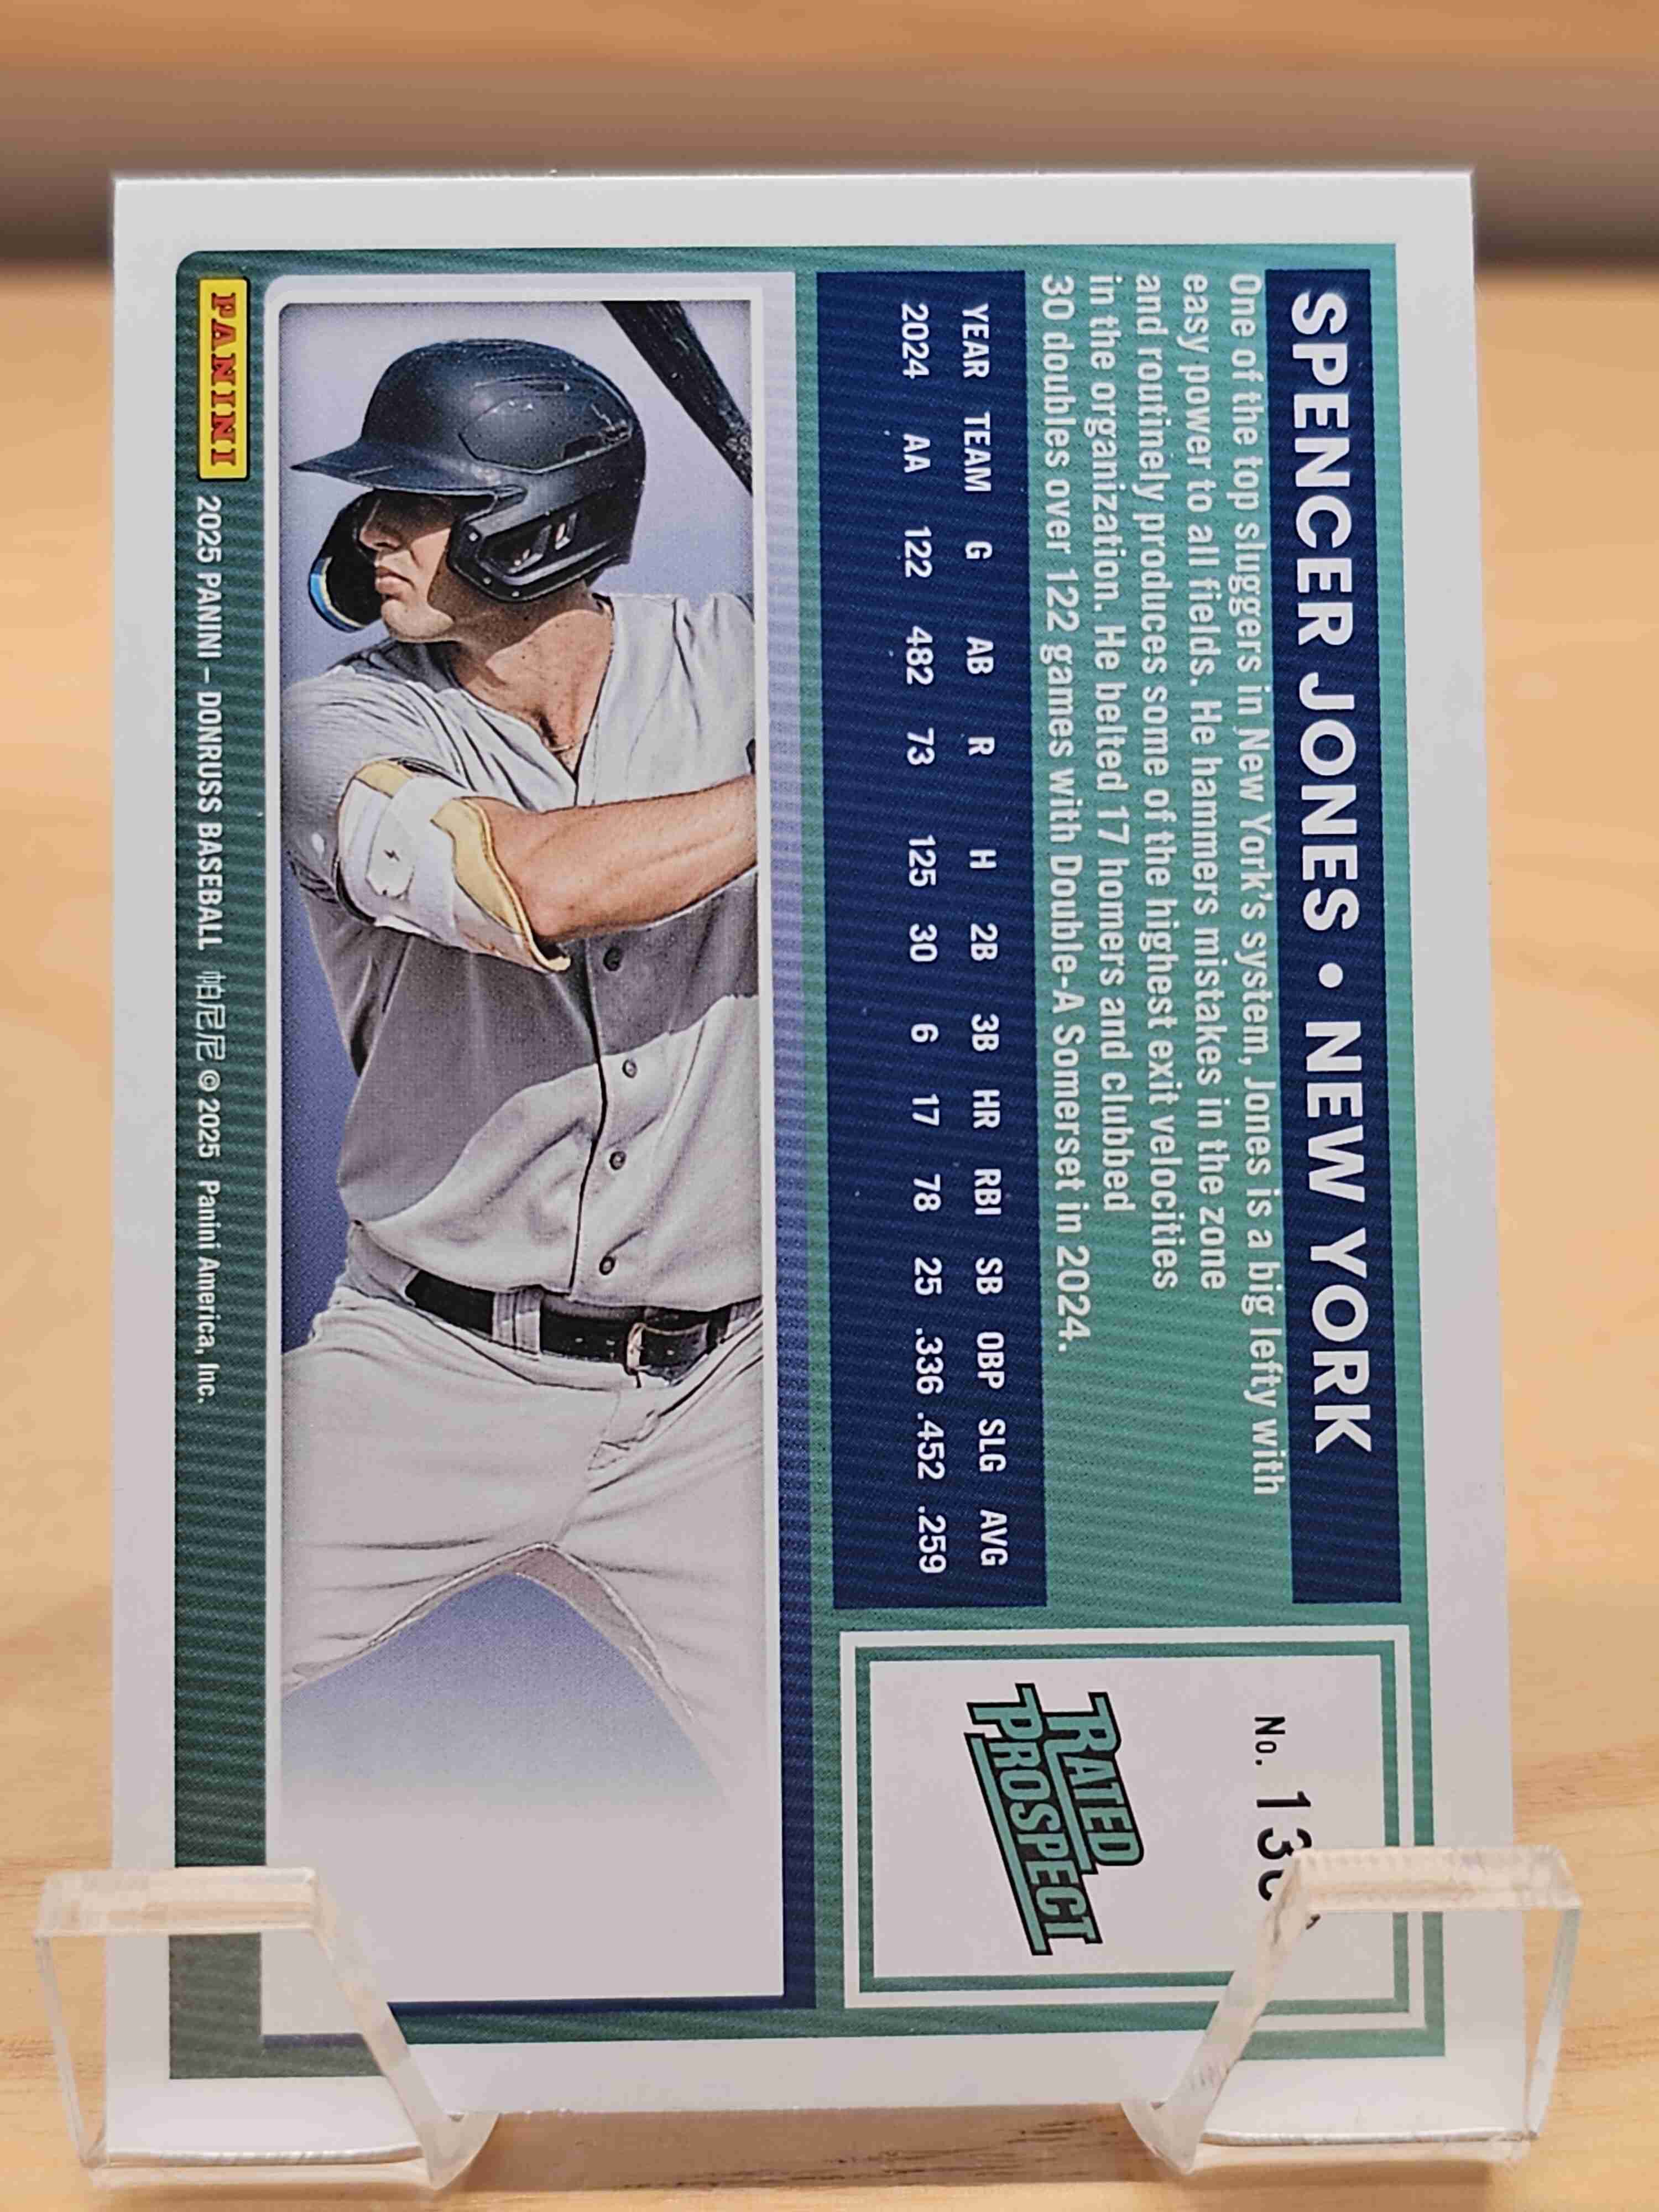 SPENCER JONES • NEW YORK
One of the top sluggers in New York's system, Jones is a big lefty with
easy power to all fields. He hammers mistakes in the zone
and routinely produces some of the highest exit velocities
in the organization. He belted 17 homers and clubbed
30 doubles over 122 games with Double-A Somerset in 2024.
YEAR TEAM G AB R H 2B 3B HR RBI SB OBP SLG AVG
2024 AA 122 482 73 125 30 6 17 78 25 .336 .452 .259
No.
RATED
PROSPECT
PANINI 2025 PANINI – DONRUSS BASEBALL 帕尼尼 © 2025 Panini America, Inc.